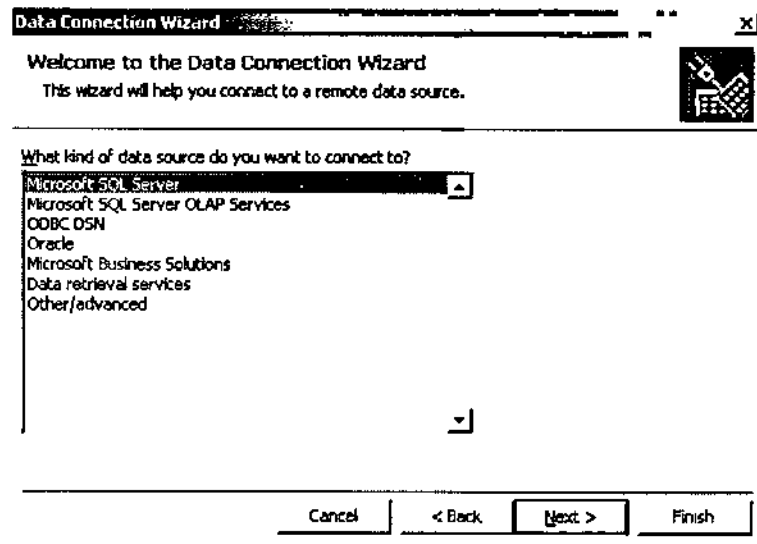 Data Connection Wizard
Welcome to the Data Connection Wizard
This wizard will help you connect to a remote data source.
What kind of data source do you want to connect to?
Microsoft SQL Server
Microsoft SQL Server OLAP Services
ODBC DSN
Oracle
Microsoft Business Solutions
Data retrieval services
Other/advanced
Cancel < Back Next > Finish